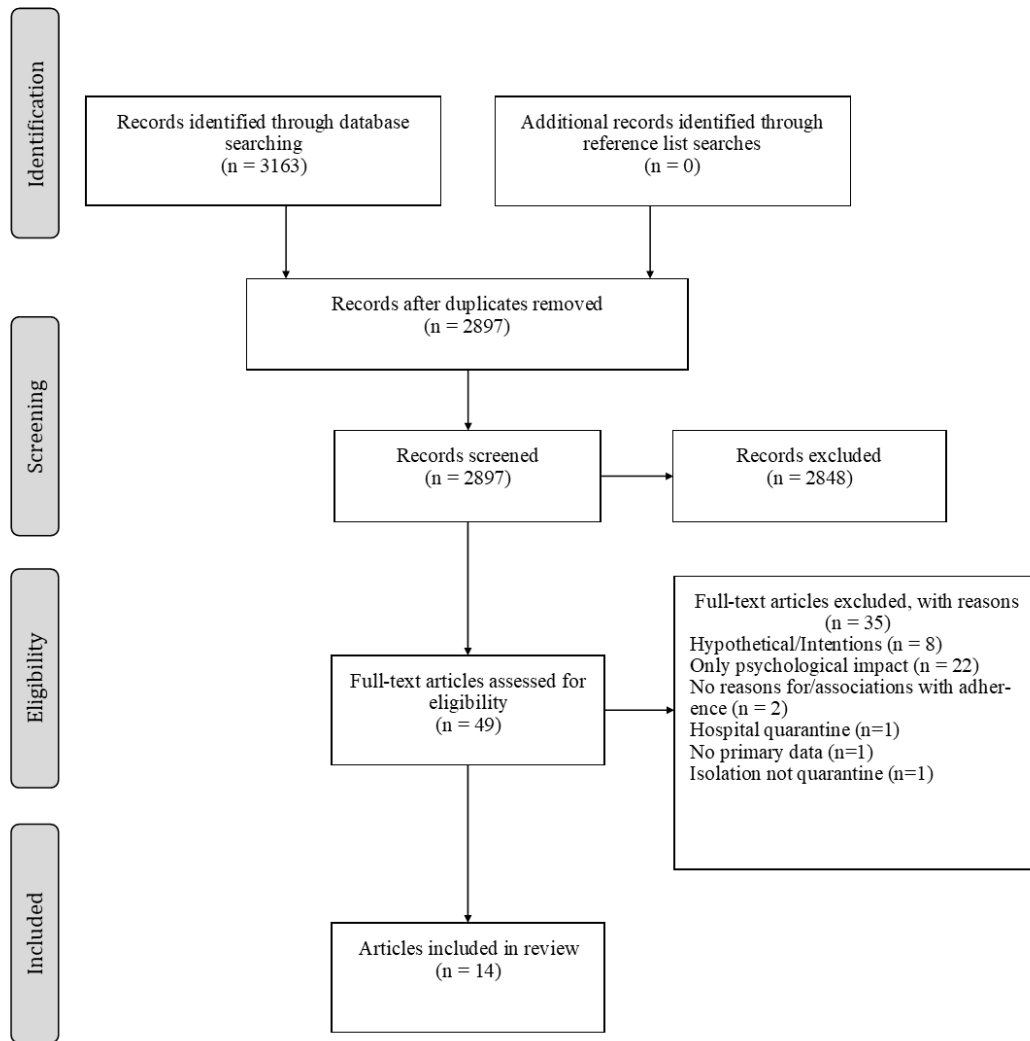 Identification
Records identified through database
searching
(n = 3163)
Additional records identified through
reference list searches
(n = 0)
Records after duplicates removed
(n = 2897)
Screening
Records screened
(n = 2897)
Records excluded
(n = 2848)
Eligibility
Full-text articles assessed for
eligibility
(n = 49)
Full-text articles excluded, with reasons
(n = 35)
Hypothetical/Intentions (n = 8)
Only psychological impact (n = 22)
No reasons for/associations with adher-
ence (n = 2)
Hospital quarantine (n=1)
No primary data (n=1)
Isolation not quarantine (n=1)
Included
Articles included in review
(n = 14)